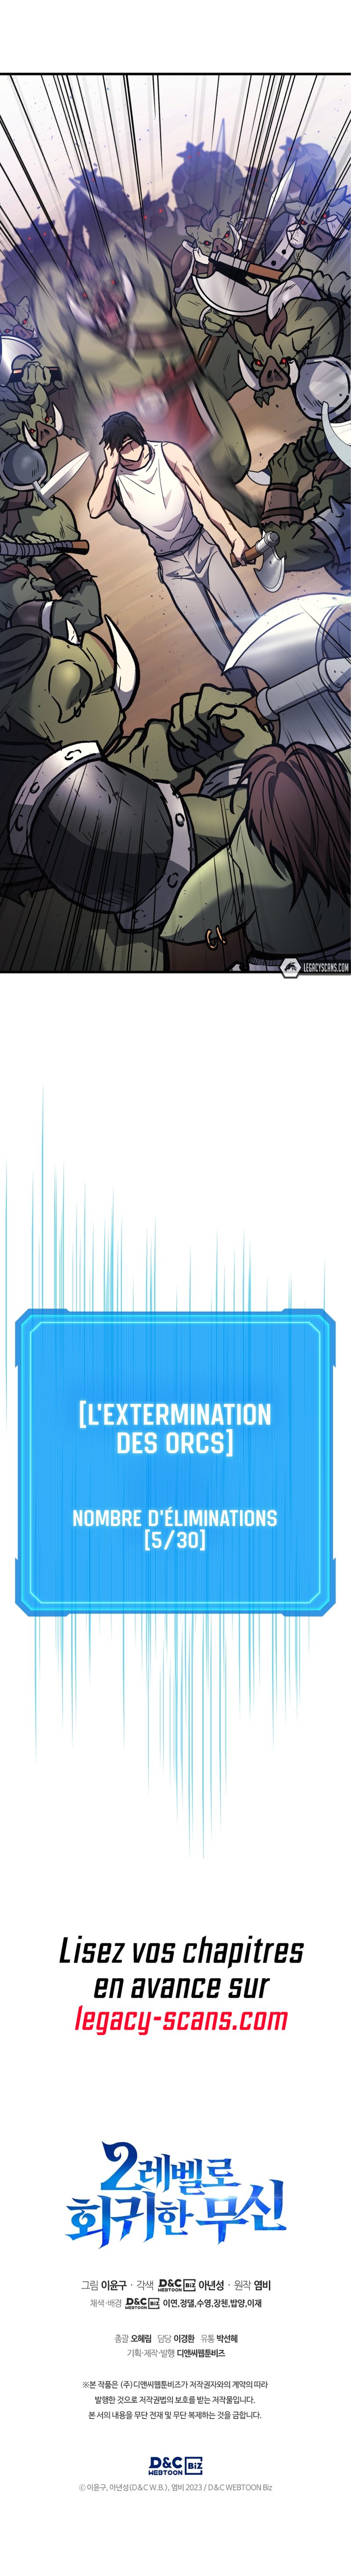 LEGACYSCANS.COM
[L'EXTERMINATION
DES ORCS]
NOMBRE D'ÉLIMINATIONS
[5/30]
Lisez vos chapitres
en avance sur
legacy-scans.com
2레벨로
회귀한 무신
그림 이윤구 · 각색 D&C WEBTOON Biz 아년성 · 원작 염비
채색·배경 D&C WEBTOON Biz 이연,정댈,수영,장첸,밥양,이재
총괄 오혜림 담당 이경환 유통 박선혜
기획·제작·발행 디앤씨웹툰비즈
※본 작품은 (주)디앤씨웹툰비즈가 저작권자와의 계약의 따라
발행한 것으로 저작권법의 보호를 받는 저작물입니다.
본 서의 내용을 무단 전재 및 무단 복제하는 것을 금합니다.
D&C Biz
WEBTOON
ⓒ 이윤구, 아년성(D&C W.B.), 염비 2023 / D&C WEBTOON Biz